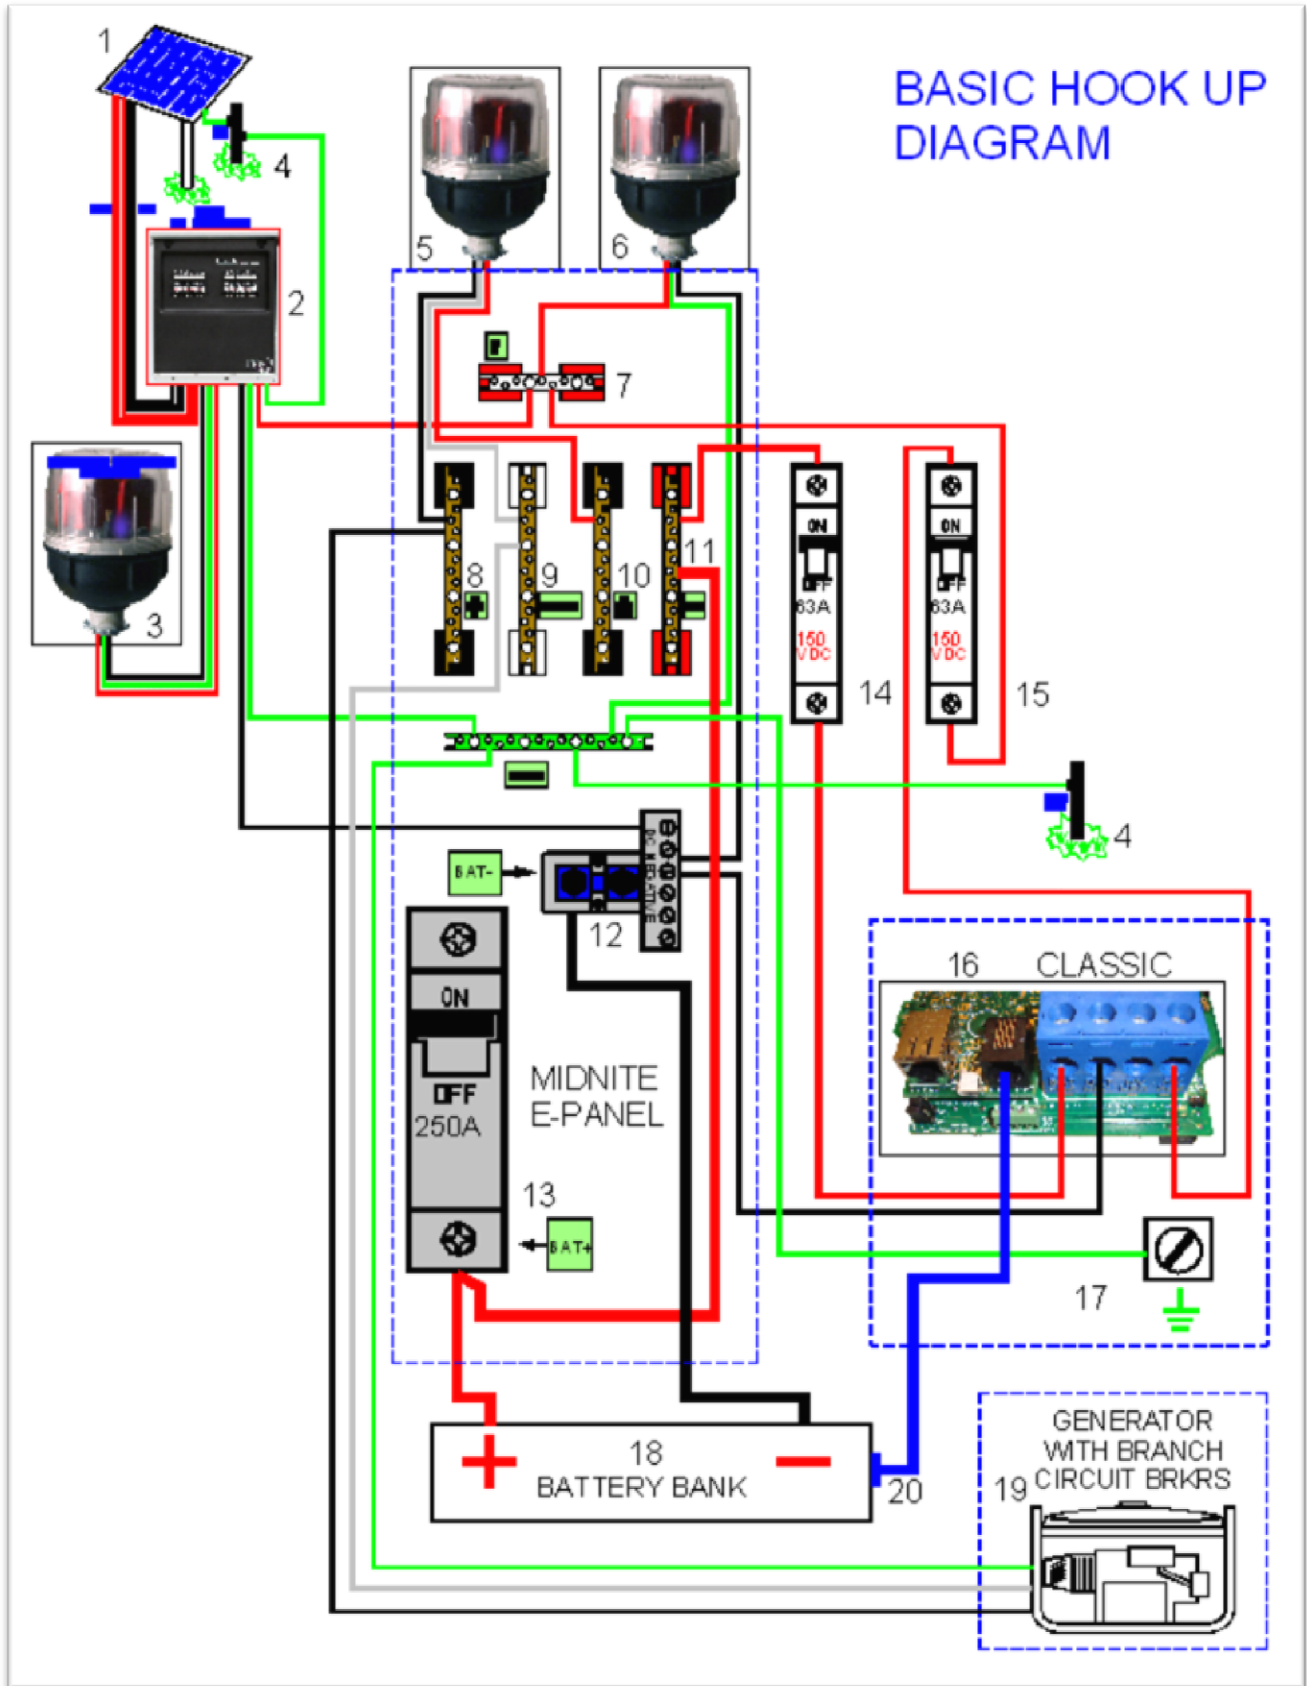 BASIC HOOK UP
DIAGRAM
1
4
5
6
2
7
3
8
9
10
11
ON
OFF
63A
150
VDC
14
ON
OFF
63A
150
VDC
15
4
BAT-
DC NEGATIVE
12
ON
OFF
250A
MIDNITE
E-PANEL
13
BAT+
16
CLASSIC
17
18
BATTERY BANK
20
GENERATOR
WITH BRANCH
CIRCUIT BRKRS
19